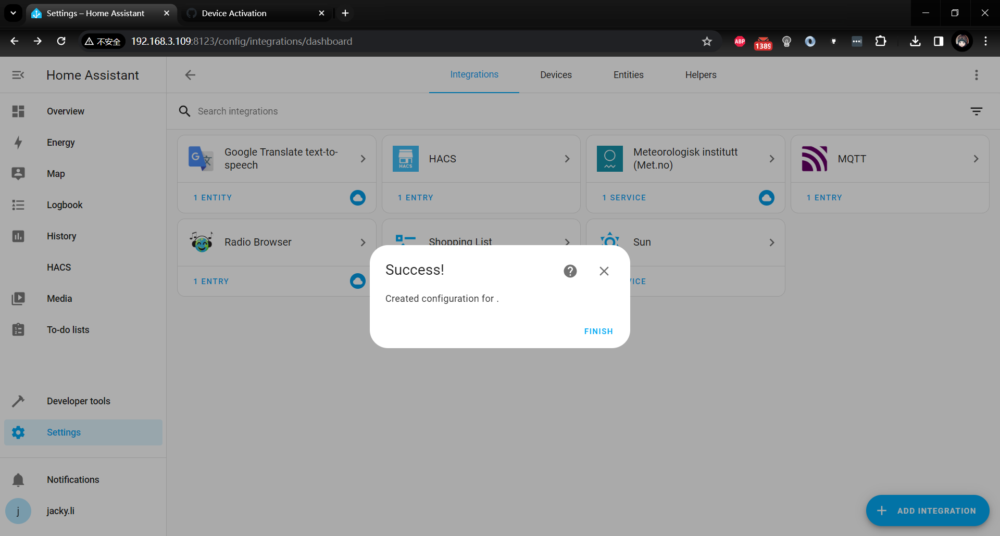 Settings – Home Assistant
Device Activation
不安全
192.168.3.109:8123/config/integrations/dashboard
ABP
1389
Home Assistant
Integrations
Devices
Entities
Helpers
Overview
Search integrations
Energy
Google Translate text-to-
speech
G
HACS
HACS
Meteorologisk institutt
(Met.no)
MQTT
Map
1 ENTITY
1 ENTRY
1 SERVICE
1 ENTRY
Logbook
History
Radio Browser
Shopping List
Sun
HACS
Success!
1 ENTRY
Media
Created configuration for .
To-do lists
FINISH
Developer tools
Settings
Notifications
j
jacky.li
ADD INTEGRATION